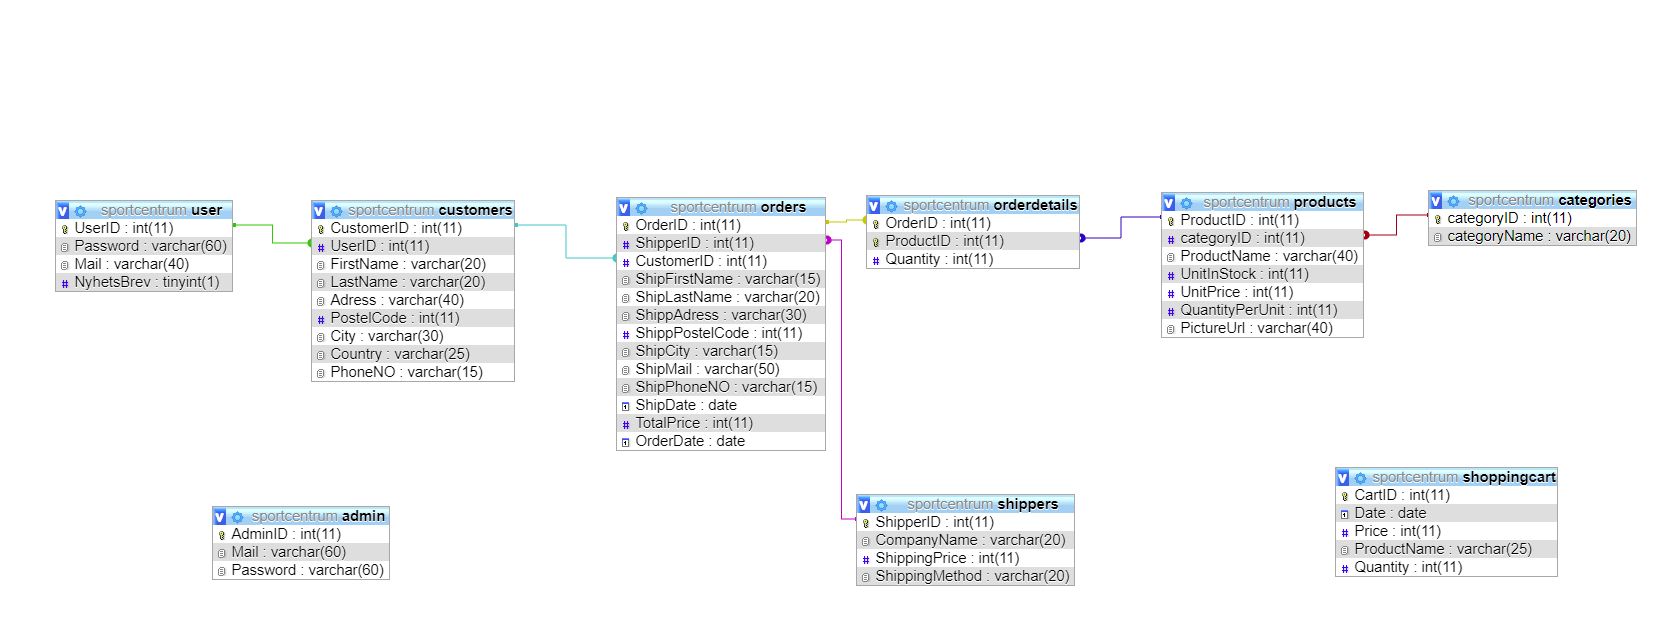 V sportcentrum user
UserID : int(11)
Password : varchar(60)
Mail : varchar(40)
# NyhetsBrev : tinyint(1)
V sportcentrum customers
CustomerID : int(11)
# UserID : int(11)
FirstName : varchar(20)
LastName : varchar(20)
Adress : varchar(40)
# PostelCode : int(11)
City : varchar(30)
Country : varchar(25)
PhoneNO : varchar(15)
V sportcentrum orders
OrderID : int(11)
# ShipperID : int(11)
# CustomerID : int(11)
ShipFirstName : varchar(15)
ShipLastName : varchar(20)
ShippAdress : varchar(30)
# ShippPostelCode : int(11)
ShipCity : varchar(15)
ShipMail : varchar(50)
ShipPhoneNO : varchar(15)
ShipDate : date
# TotalPrice : int(11)
OrderDate : date
V sportcentrum orderdetails
OrderID : int(11)
ProductID : int(11)
# Quantity : int(11)
V sportcentrum products
ProductID : int(11)
# categoryID : int(11)
ProductName : varchar(40)
# UnitInStock : int(11)
# UnitPrice : int(11)
# QuantityPerUnit : int(11)
PictureUrl : varchar(40)
V sportcentrum categories
categoryID : int(11)
categoryName : varchar(20)
V sportcentrum admin
AdminID : int(11)
Mail : varchar(60)
Password : varchar(60)
V sportcentrum shippers
ShipperID : int(11)
CompanyName : varchar(20)
# ShippingPrice : int(11)
ShippingMethod : varchar(20)
V sportcentrum shoppingcart
CartID : int(11)
Date : date
# Price : int(11)
ProductName : varchar(25)
# Quantity : int(11)